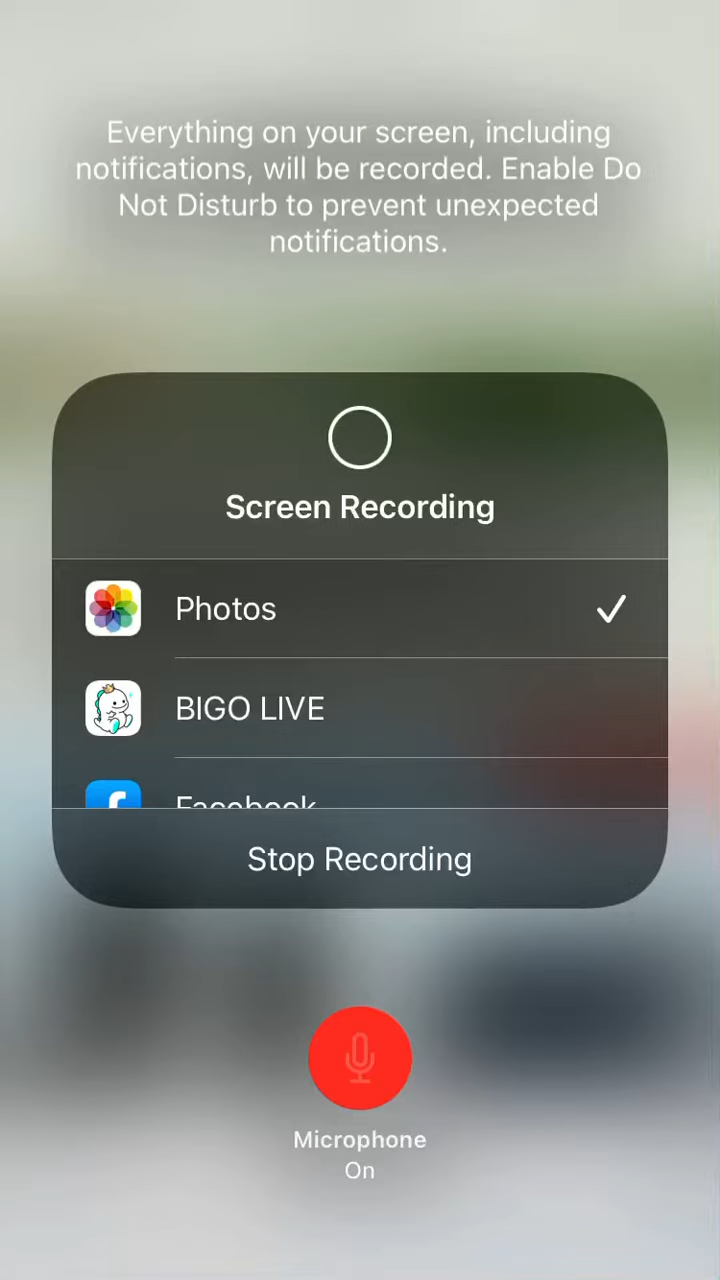 Everything on your screen, including
notifications, will be recorded. Enable Do
Not Disturb to prevent unexpected
notifications.
Screen Recording
Photos
BIGO LIVE
Facebook
Stop Recording
Microphone
On